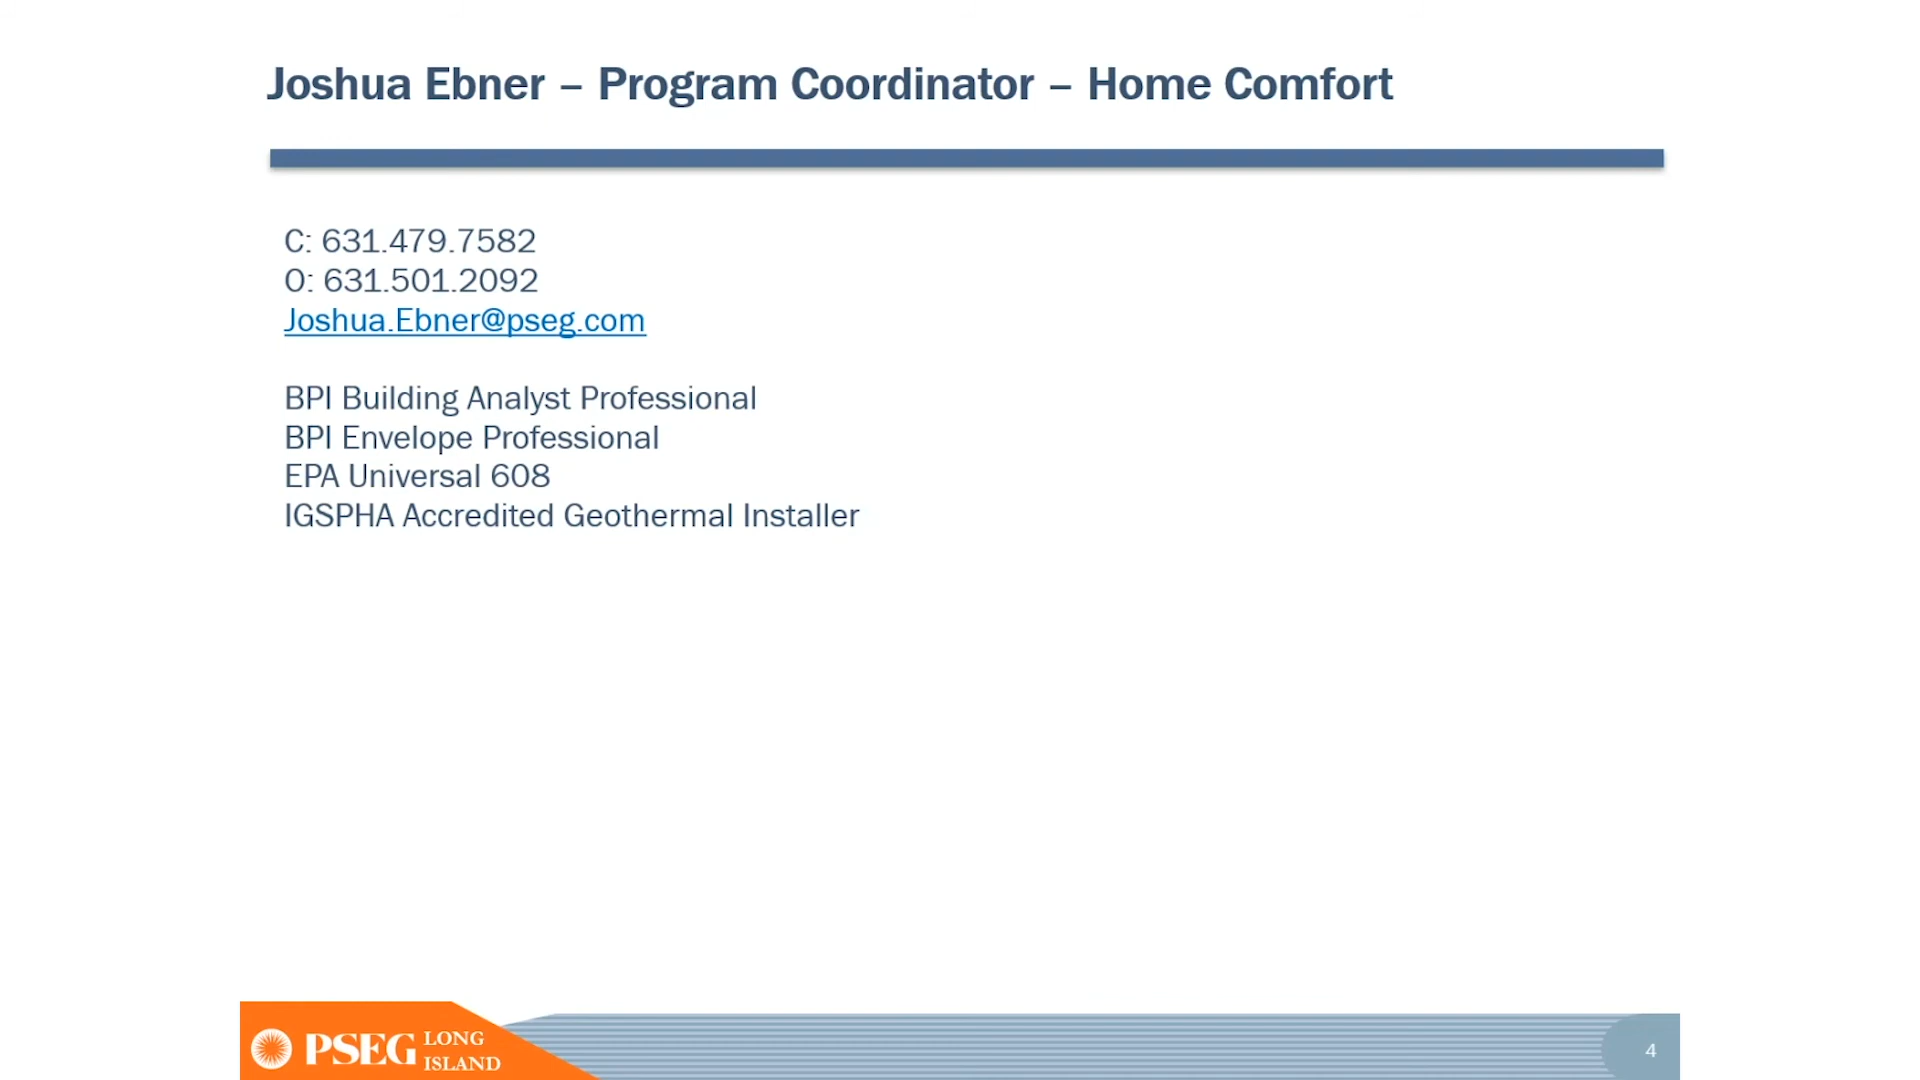 Joshua Ebner – Program Coordinator – Home Comfort
C: 631.479.7582
O: 631.501.2092
Joshua.Ebner@pseg.com
BPI Building Analyst Professional
BPI Envelope Professional
EPA Universal 608
IGSPHA Accredited Geothermal Installer
PSEG LONG ISLAND
4